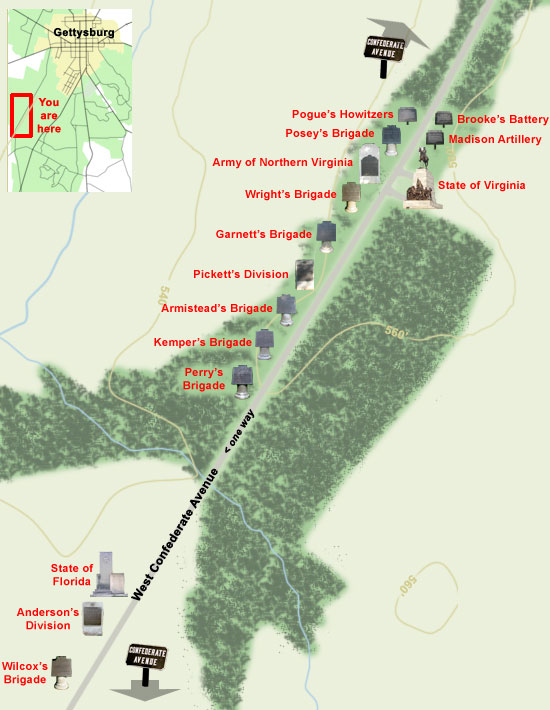 Gettysburg
You
are
here
CONFEDERATE
AVENUE
Pogue's Howitzers
Brooke's Battery
Posey's Brigade
Madison Artillery
Army of Northern Virginia
State of Virginia
Wright's Brigade
Garnett's Brigade
Pickett's Division
540'
Armistead's Brigade
560'
Kemper's Brigade
Perry's
Brigade
< one way
West Confederate Avenue
State of
Florida
560'
Anderson's
Division
CONFEDERATE
AVENUE
Wilcox's
Brigade